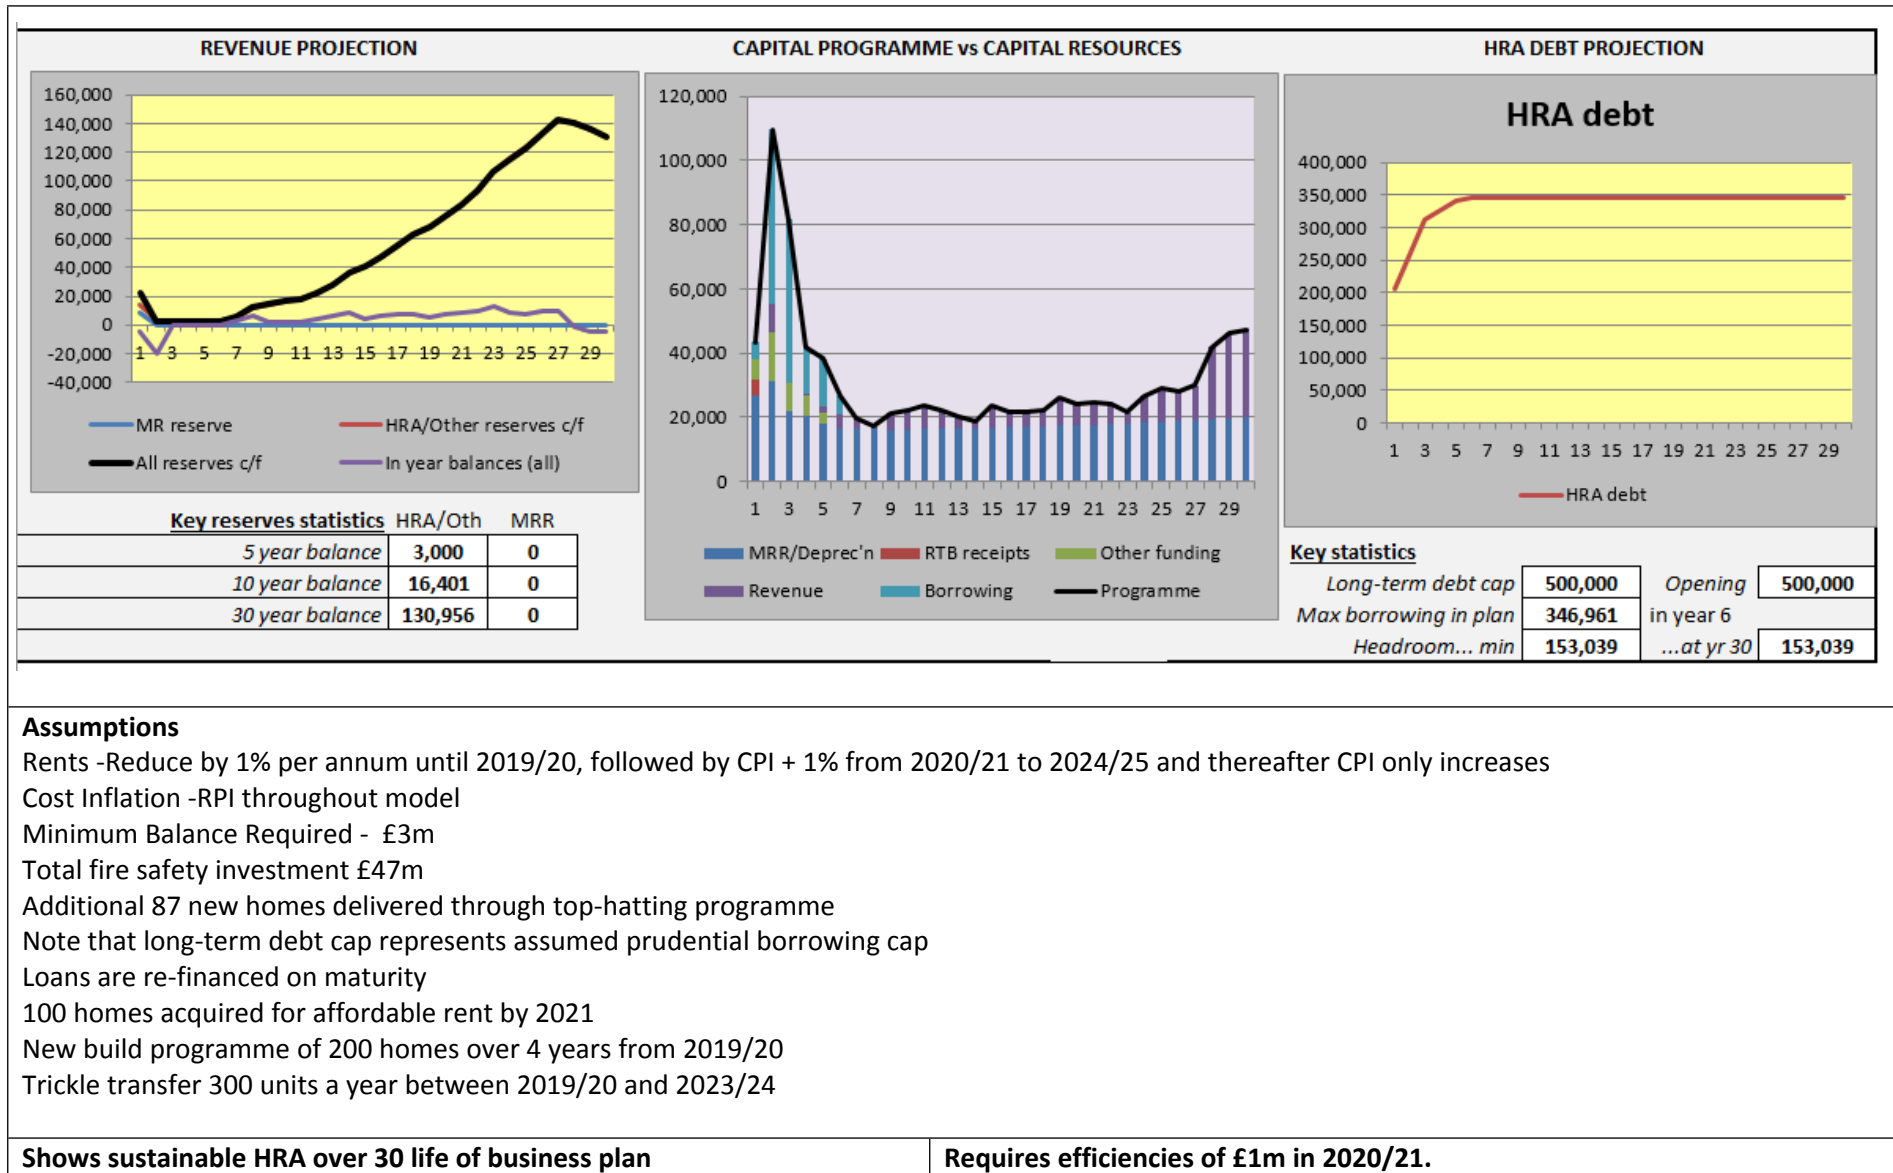 REVENUE PROJECTION
160,000
140,000
120,000
100,000
80,000
60,000
40,000
20,000
0
-20,000
-40,000
1 3 5 7 9 11 13 15 17 19 21 23 25 27 29
MR reserve HRA/Other reserves c/f
All reserves c/f In year balances (all)
Key reserves statistics HRA/Oth MRR
5 year balance 3,000 0
10 year balance 16,401 0
30 year balance 130,956 0
CAPITAL PROGRAMME vs CAPITAL RESOURCES
120,000
100,000
80,000
60,000
40,000
20,000
0
1 3 5 7 9 11 13 15 17 19 21 23 25 27 29
MRR/Deprec'n RTB receipts Other funding
Revenue Borrowing Programme
HRA DEBT PROJECTION
HRA debt
400,000
350,000
300,000
250,000
200,000
150,000
100,000
50,000
0
1 3 5 7 9 11 13 15 17 19 21 23 25 27 29
HRA debt
Key statistics
Long-term debt cap 500,000 Opening 500,000
Max borrowing in plan 346,961 in year 6
Headroom... min 153,039 ...at yr 30 153,039
Assumptions
Rents -Reduce by 1% per annum until 2019/20, followed by CPI + 1% from 2020/21 to 2024/25 and thereafter CPI only increases
Cost Inflation -RPI throughout model
Minimum Balance Required - £3m
Total fire safety investment £47m
Additional 87 new homes delivered through top-hatting programme
Note that long-term debt cap represents assumed prudential borrowing cap
Loans are re-financed on maturity
100 homes acquired for affordable rent by 2021
New build programme of 200 homes over 4 years from 2019/20
Trickle transfer 300 units a year between 2019/20 and 2023/24
Shows sustainable HRA over 30 life of business plan
Requires efficiencies of £1m in 2020/21.